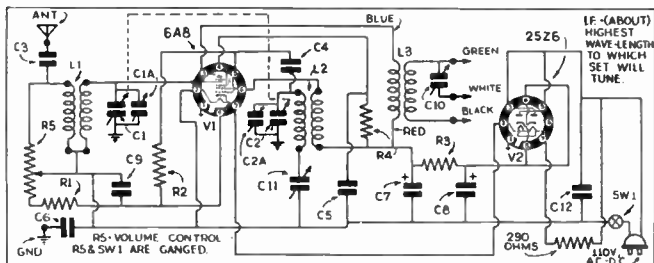 ANT.
C3
L1
C1A
C1
6A8
V1
C4
L2
C2
C2A
C11
BLUE
L3
GREEN
WHITE
BLACK
C10
RED
R4
R3
25Z6
V2
I.F. - (ABOUT)
HIGHEST
WAVE-LENGTH
TO WHICH
SET WILL
TUNE.
R5
R1
C9
R2
C6
GND
R5 - VOLUME CONTROL
R5 & SW1 ARE GANGED.
C5
C7
+
C8
+
C12
SW1
290
OHMS
110V.
A.C.-D.C.